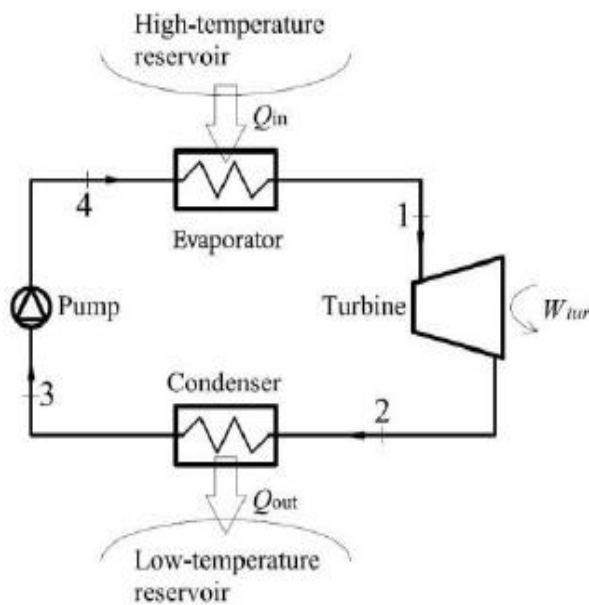 High-temperature
reservoir
Qin
4
Evaporator
1
Pump
Turbine
Wtur
Condenser
3
2
Qout
Low-temperature
reservoir